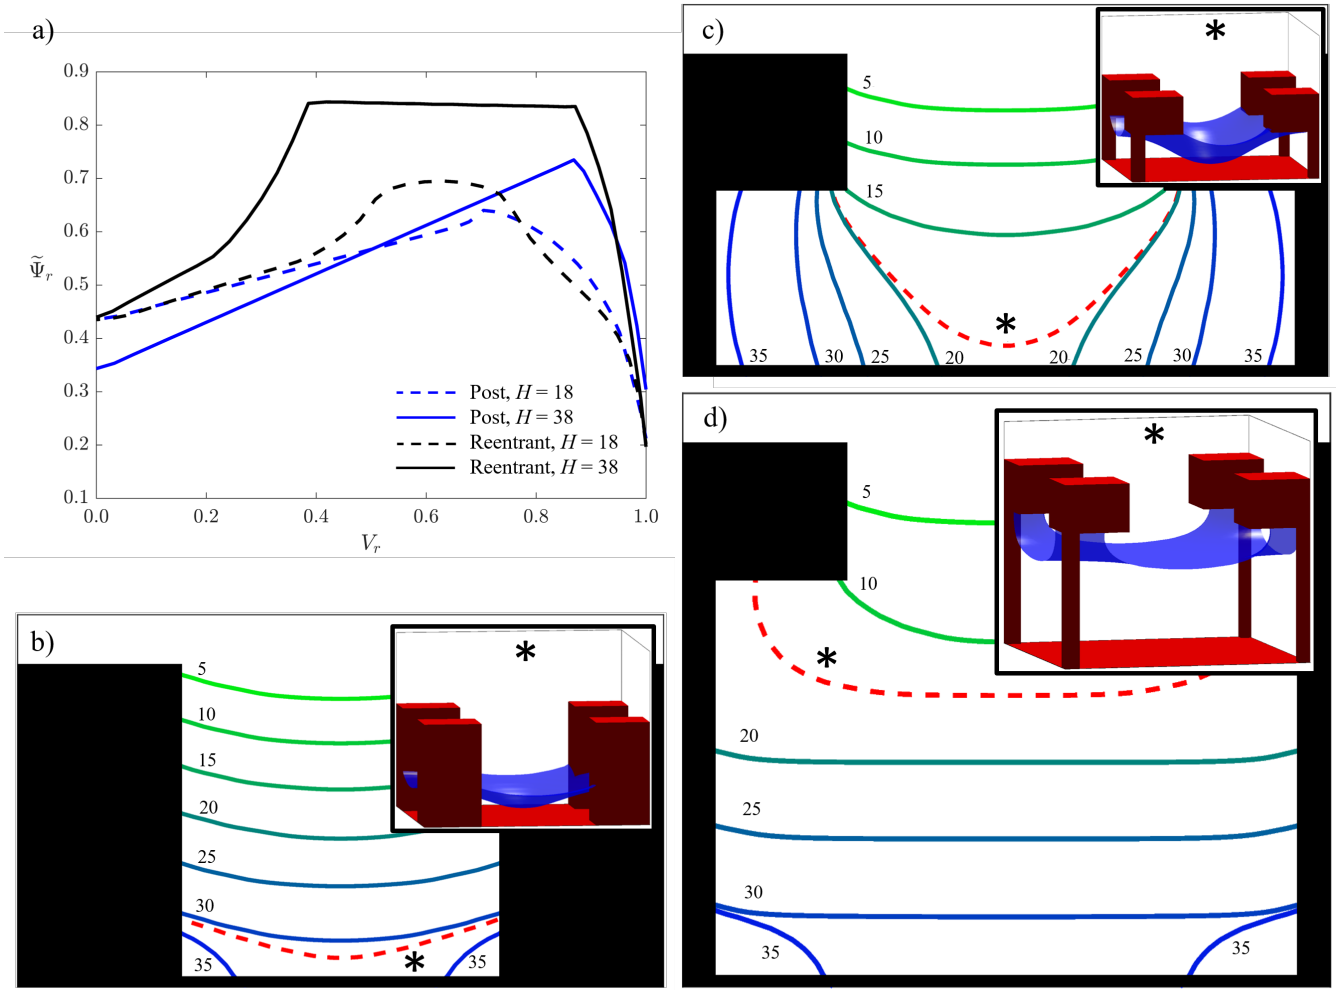 a)
0.9
0.8
0.7
0.6
0.5
0.4
0.3
0.2
0.1
Ψ̃r
0.0 0.2 0.4 0.6 0.8 1.0
Vr
Post, H = 18
Post, H = 38
Reentrant, H = 18
Reentrant, H = 38
b)
*
5
10
15
20
25
30
35 * 35
c)
*
5
10
15
*
35 30 25 20 20 25 30 35
d)
*
5
10
*
20
25
30
35 35